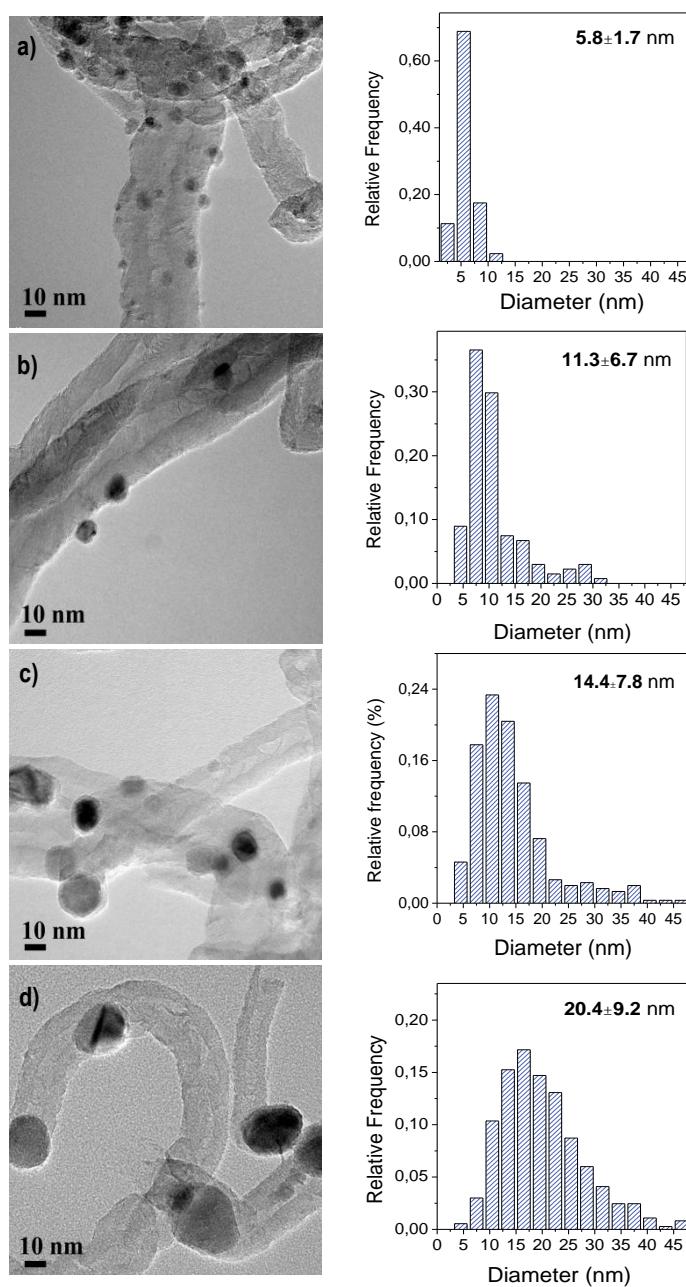 a)
10 nm
5.8±1.7 nm
Relative Frequency
0,60
0,40
0,20
0,00
5 10 15 20 25 30 35 40 45
Diameter (nm)
b)
10 nm
11.3±6.7 nm
Relative Frequency
0,30
0,20
0,10
0,00
0 5 10 15 20 25 30 35 40 45
Diameter (nm)
c)
10 nm
14.4±7.8 nm
Relative frequency (%)
0,24
0,16
0,08
0,00
0 5 10 15 20 25 30 35 40 45
Diameter (nm)
d)
10 nm
20.4±9.2 nm
Relative Frequency
0,20
0,15
0,10
0,05
0,00
0 5 10 15 20 25 30 35 40 45
Diameter (nm)